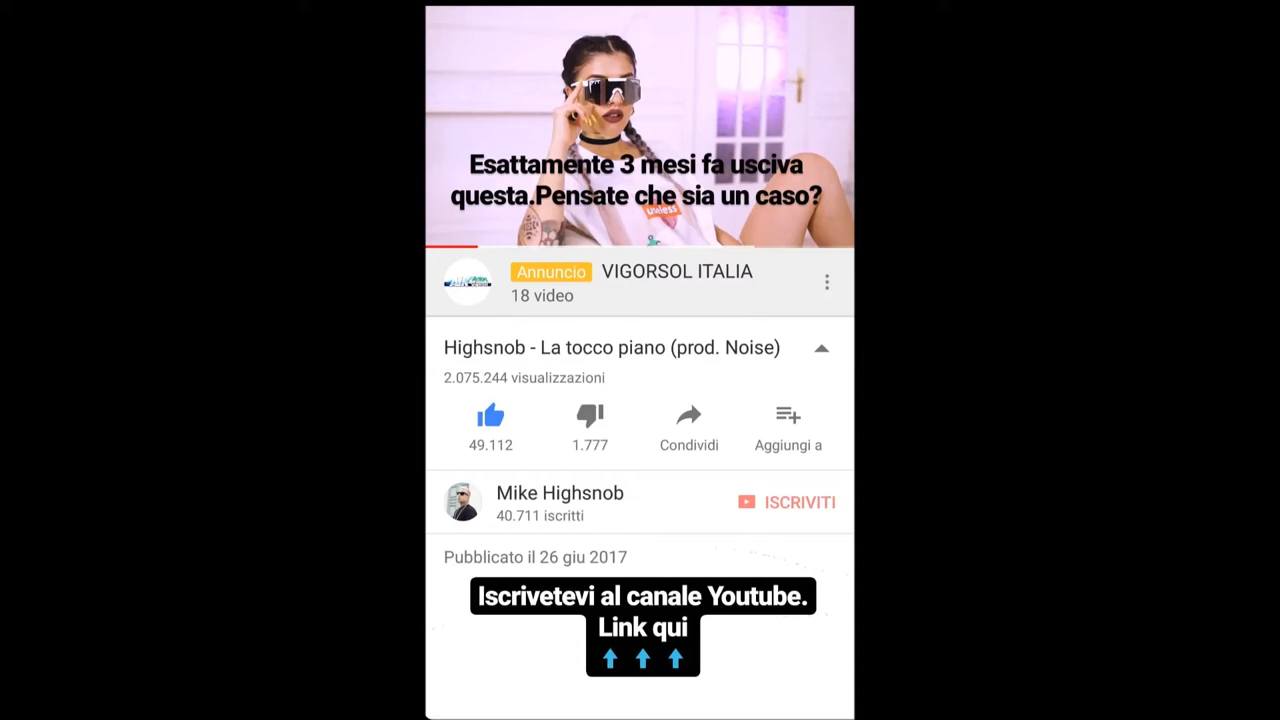 Esattamente 3 mesi fa usciva
questa.Pensate che sia un caso?
useless
Annuncio VIGORSOL ITALIA
18 video
Highsnob - La tocco piano (prod. Noise)
2.075.244 visualizzazioni
49.112 1.777 Condividi Aggiungi a
Mike Highsnob
40.711 iscritti
ISCRIVITI
Pubblicato il 26 giu 2017
Iscrivetevi al canale Youtube.
Link qui